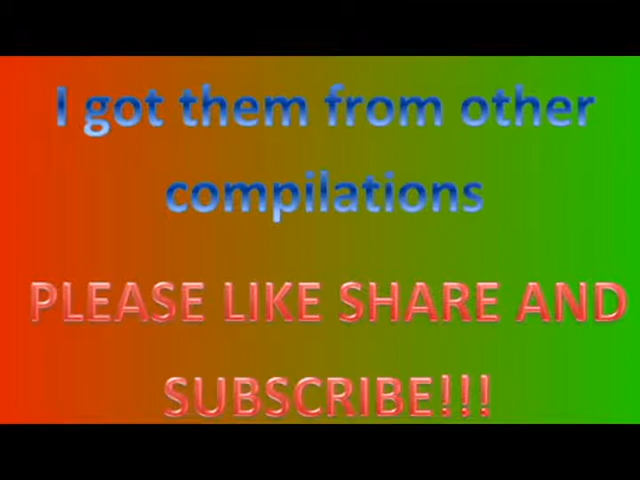 I got them from other
compilations
PLEASE LIKE SHARE AND
SUBSCRIBE!!!